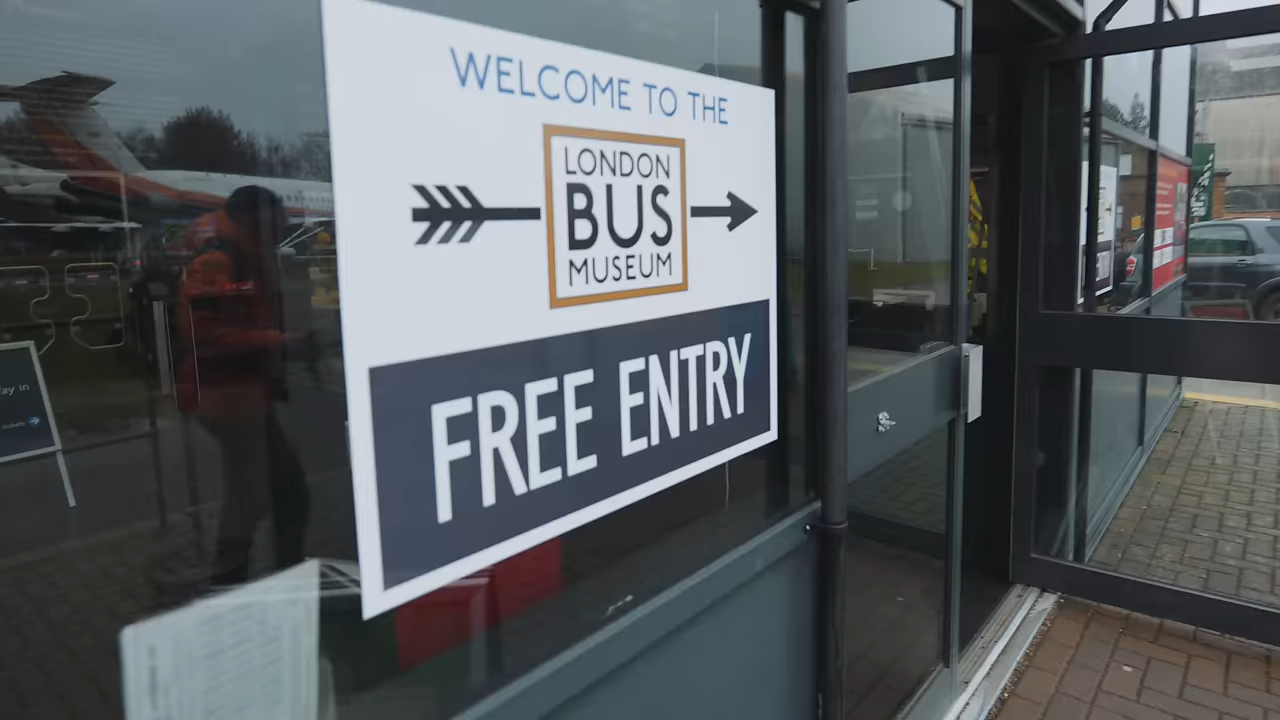 WELCOME TO THE
LONDON
BUS
MUSEUM
FREE ENTRY